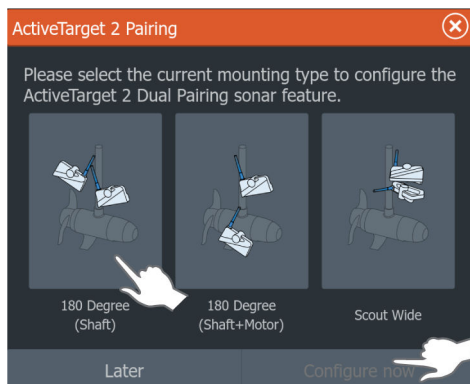 ActiveTarget 2 Pairing
Please select the current mounting type to configure the
ActiveTarget 2 Dual Pairing sonar feature.
180 Degree
(Shaft)
180 Degree
(Shaft+Motor)
Scout Wide
Later
Configure now